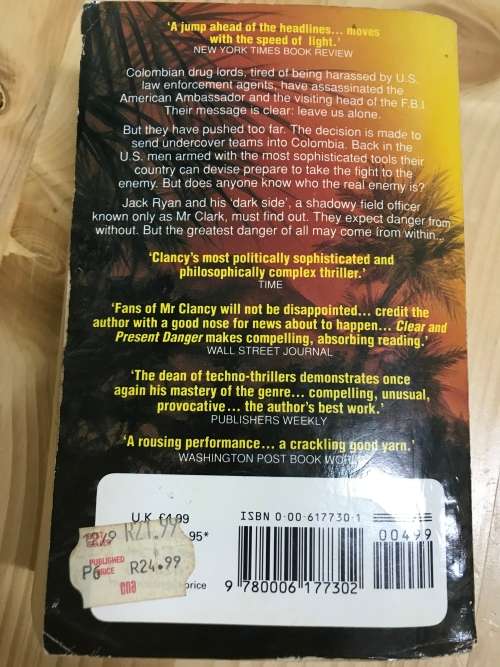 'A jump ahead of the headlines... moves
with the speed of light.'
NEW YORK TIMES BOOK REVIEW
Colombian drug lords, tired of being harassed by U.S.
law enforcement agents, have assassinated the
American Ambassador and the visiting head of the F.B.I.
Their message is clear: leave us alone.
But they have pushed too far. The decision is made to
send undercover teams into Colombia. Back in the
U.S. men armed with the most sophisticated tools their
country can devise prepare to take the fight to the
enemy. But does anyone know who the real enemy is?
Jack Ryan and his 'dark side', a shadowy field officer
known only as Mr Clark, must find out. They expect danger from
without. But the greatest danger of all may come from within...
'Clancy's most politically sophisticated and
philosophically complex thriller.'
TIME
'Fans of Mr Clancy will not be disappointed... credit the
author with a good nose for news about to happen... Clear and
Present Danger makes compelling, absorbing reading.'
WALL STREET JOURNAL
'The dean of techno-thrillers demonstrates once
again his mastery of the genre... compelling, unusual,
provocative... the author's best work.'
PUBLISHERS WEEKLY
'A rousing performance... a crackling good yarn.'
WASHINGTON POST BOOK WORLD
U.K. £4.99
.95*
R21.99
PUBLISHED
PRICE R24.99
cna
price
ISBN 0-00-617730-1
00499
9 780006 177302